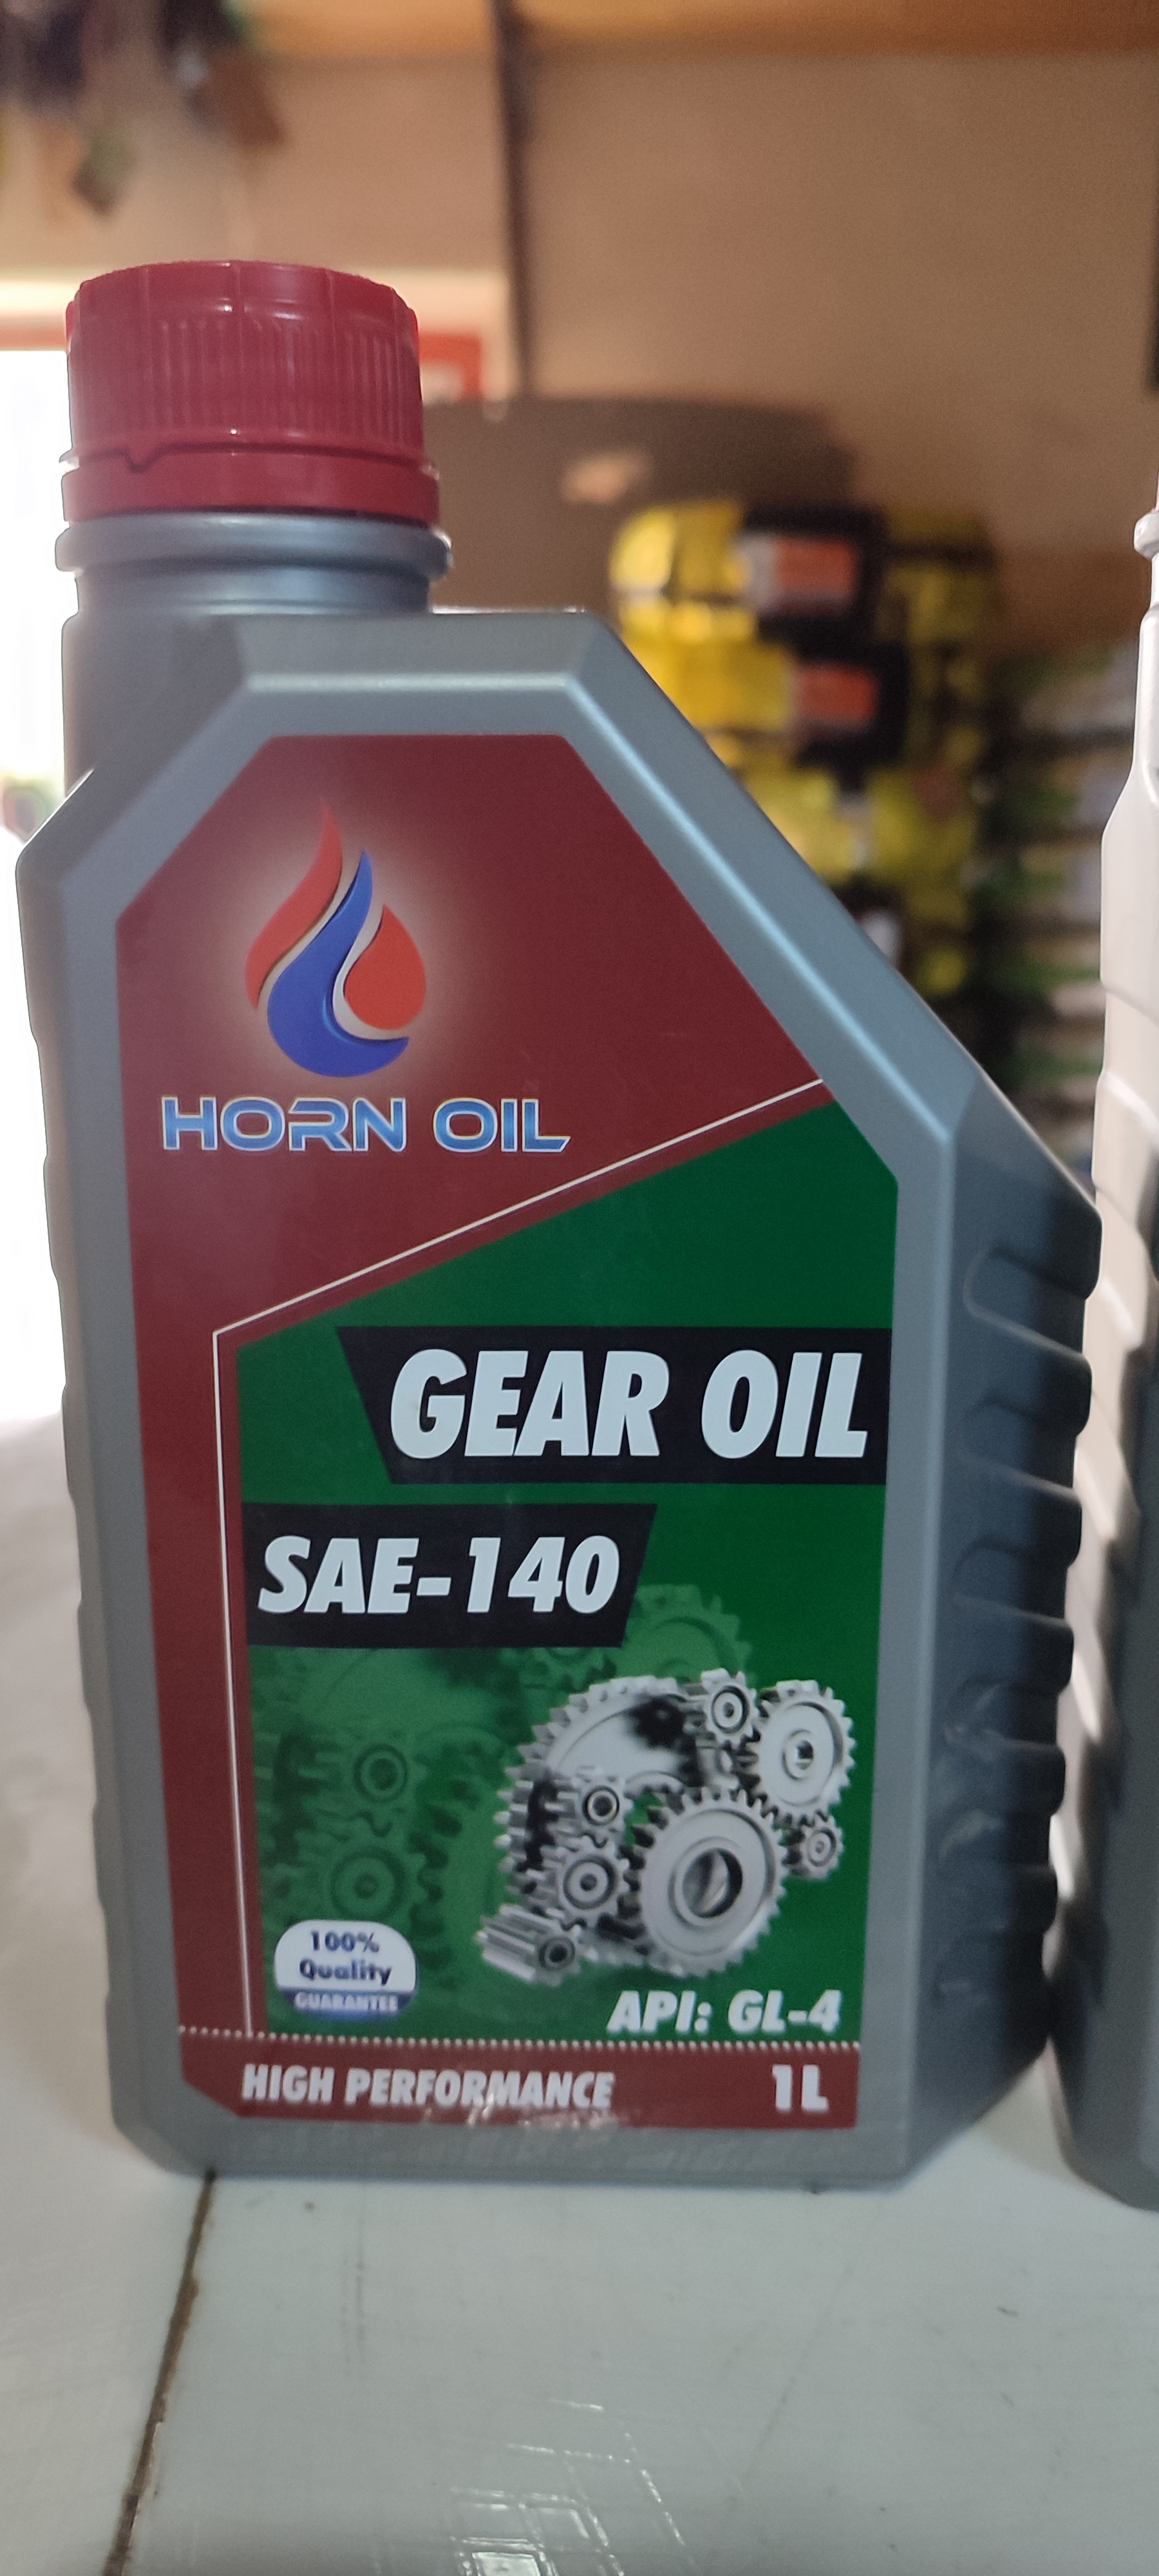 HORN OIL
GEAR OIL
SAE-140
100%
Quality
GUARANTEE
API: GL-4
HIGH PERFORMANCE 1L